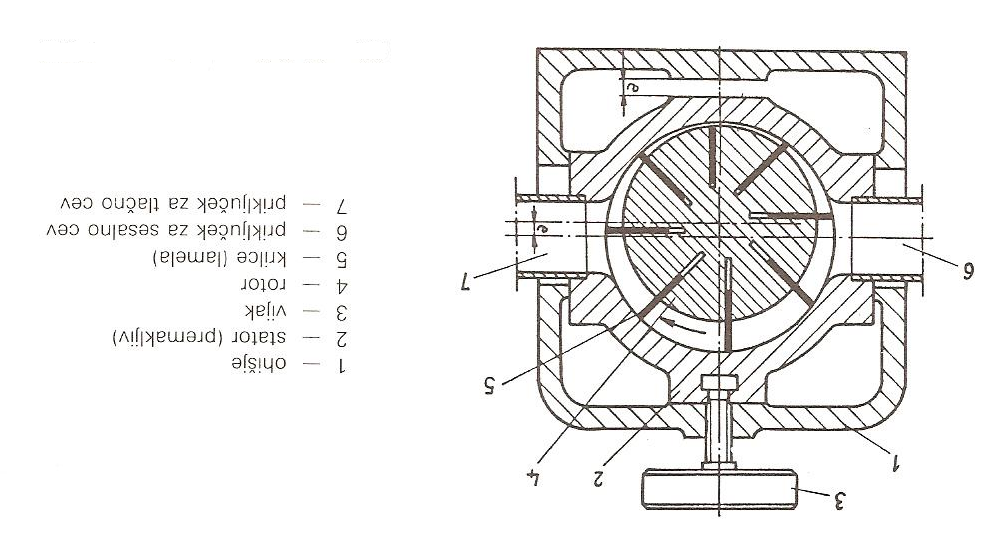 1 — ohišje
2 — stator (premakljiv)
3 — vijak
4 — rotor
5 — krilce (lamela)
6 — priključek za sesalno cev
7 — priključek za tlačno cev
3
1
2
4
5
6
7
e
e